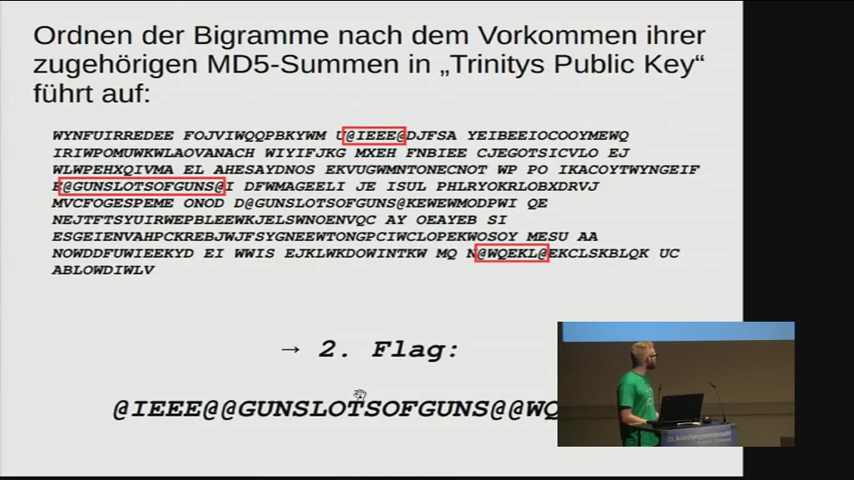 Ordnen der Bigramme nach dem Vorkommen ihrer
zugehörigen MD5-Summen in „Trinitys Public Key“
führt auf:
WYNFUIRREDEE FOJVIWQQPBKYWM U@IEEE@DJFSA YEIBEEIOCOOYMEWQ
IRIWPOMUWKWLAOVANACH WIYIFJKG MXEH FNBIEE CJEGOTSICVLO EJ
WLWPEHXQIVMA EL AHESAYDNOS EKVUGWMNTONECNOT WP PO IKACOYTWYNGEIF
E@GUNSLOTSOFGUNS@I DFWMAGEELI JE ISUL PHLRYOKRLOBXDRVJ
MVCFOGESPEME ONOD D@GUNSLOTSOFGUNS@KEWEWMODPWI QE
NEJTFTSYUIRWEPBLEEWKJELSWNOENVQC AY OEAYEB SI
ESGEIENVAHPCKREBJWJFSYGNEEWTONGPCIWCLOPEKWOSOY MESU AA
NOWDDFUWIEEKYD EI WWIS EJKLWKDOWINTKW MQ N@WQEKL@EKCLSKBLQK UC
ABLOWDIWLV
→ 2. Flag:
@IEEE@@GUNSLOTSOFGUNS@@WQ